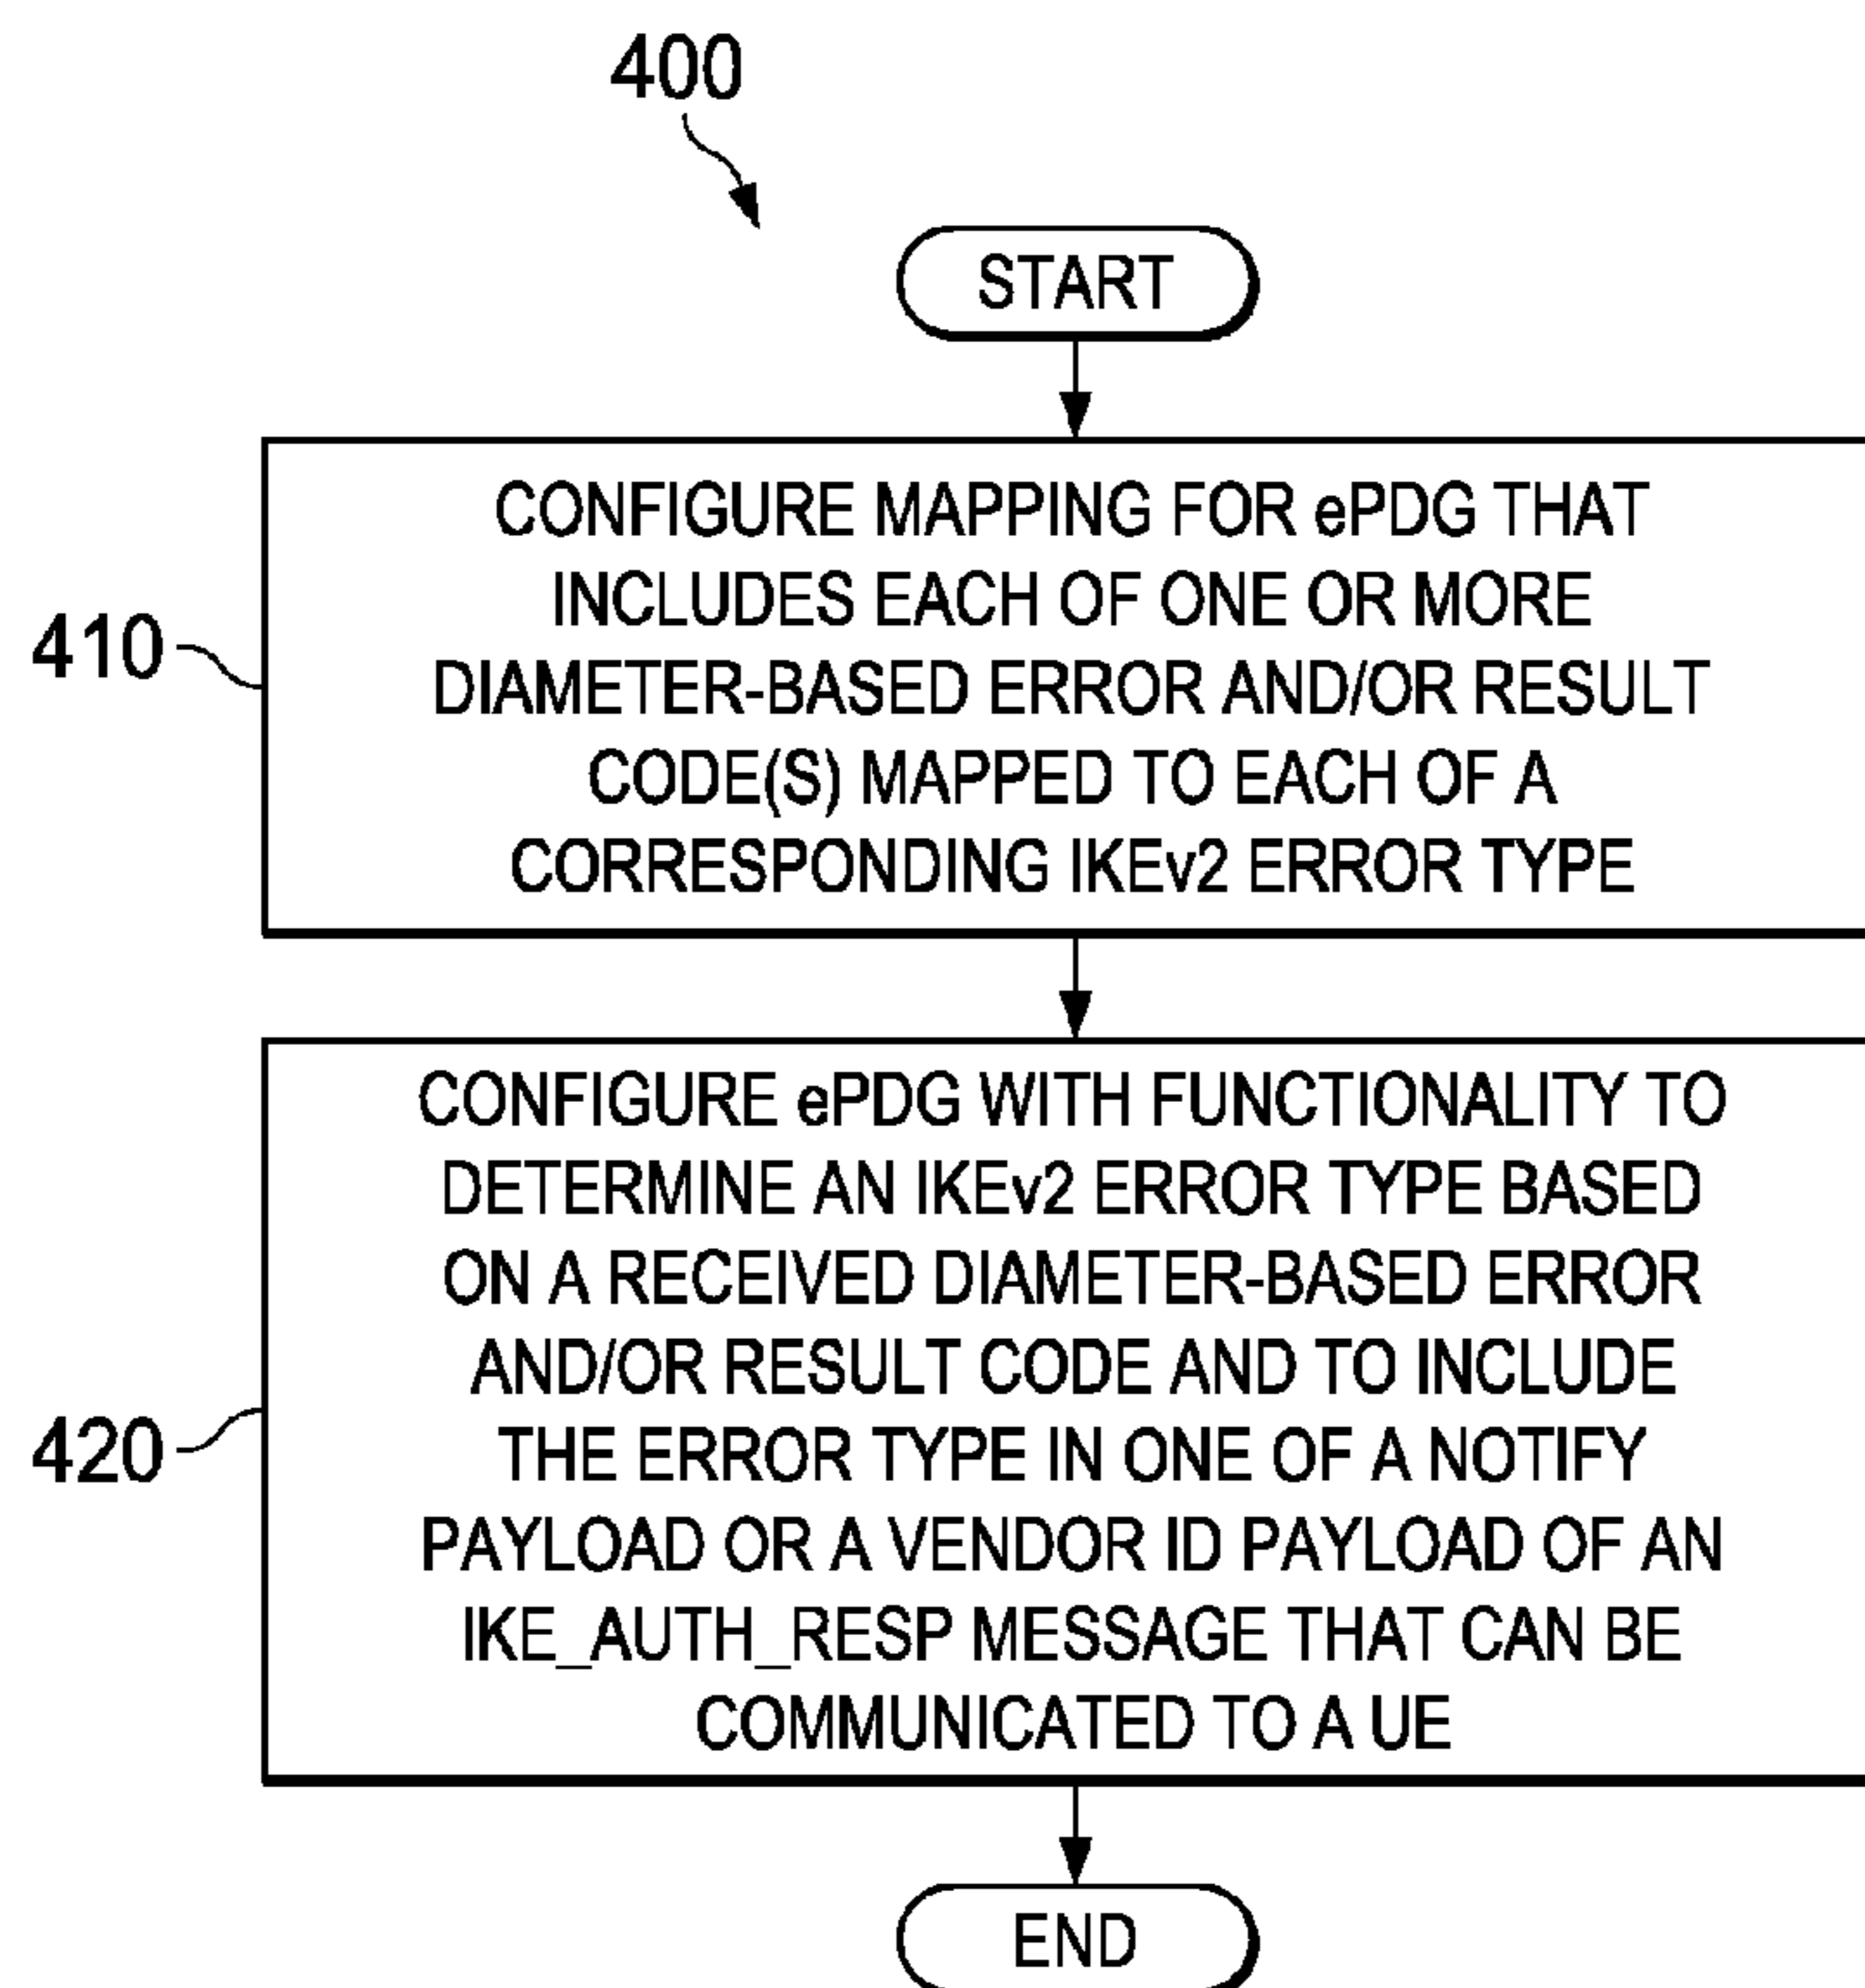 400
START
410
CONFIGURE MAPPING FOR ePDG THAT
INCLUDES EACH OF ONE OR MORE
DIAMETER-BASED ERROR AND/OR RESULT
CODE(S) MAPPED TO EACH OF A
CORRESPONDING IKEv2 ERROR TYPE
420
CONFIGURE ePDG WITH FUNCTIONALITY TO
DETERMINE AN IKEv2 ERROR TYPE BASED
ON A RECEIVED DIAMETER-BASED ERROR
AND/OR RESULT CODE AND TO INCLUDE
THE ERROR TYPE IN ONE OF A NOTIFY
PAYLOAD OR A VENDOR ID PAYLOAD OF AN
IKE_AUTH_RESP MESSAGE THAT CAN BE
COMMUNICATED TO A UE
END